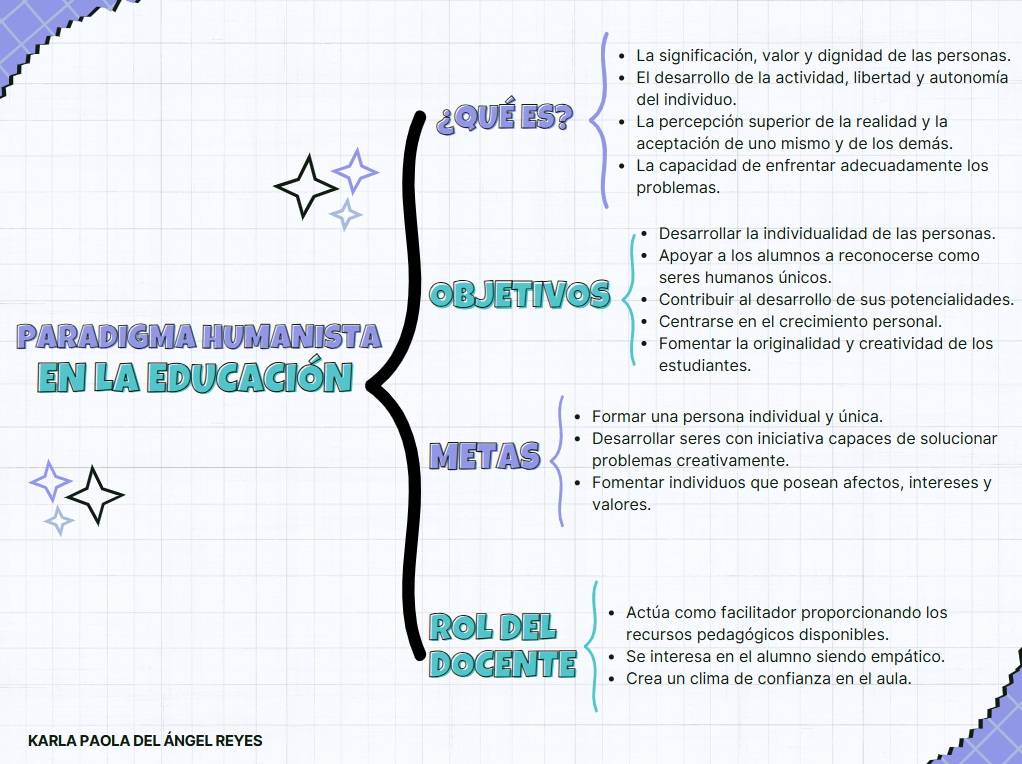 PARADIGMA HUMANISTA
EN LA EDUCACIÓN
¿QUÉ ES?
• La significación, valor y dignidad de las personas.
• El desarrollo de la actividad, libertad y autonomía
del individuo.
• La percepción superior de la realidad y la
aceptación de uno mismo y de los demás.
• La capacidad de enfrentar adecuadamente los
problemas.
OBJETIVOS
• Desarrollar la individualidad de las personas.
• Apoyar a los alumnos a reconocerse como
seres humanos únicos.
• Contribuir al desarrollo de sus potencialidades.
• Centrarse en el crecimiento personal.
• Fomentar la originalidad y creatividad de los
estudiantes.
METAS
• Formar una persona individual y única.
• Desarrollar seres con iniciativa capaces de solucionar
problemas creativamente.
• Fomentar individuos que posean afectos, intereses y
valores.
ROL DEL
DOCENTE
• Actúa como facilitador proporcionando los
recursos pedagógicos disponibles.
• Se interesa en el alumno siendo empático.
• Crea un clima de confianza en el aula.
KARLA PAOLA DEL ÁNGEL REYES